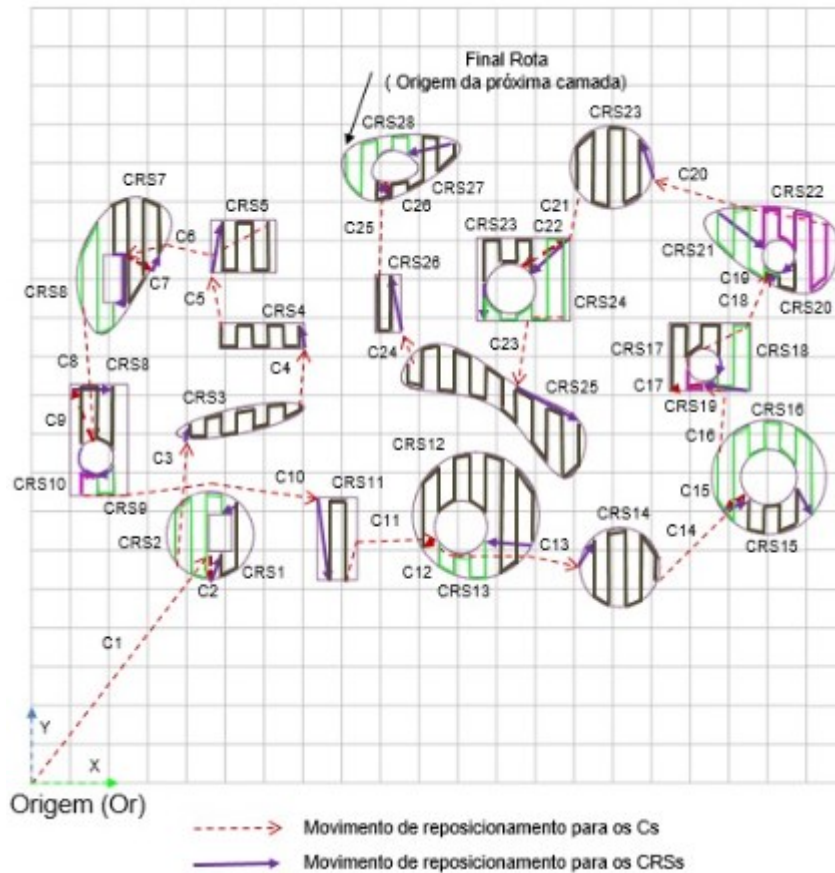 Final Rota
( Origem da próxima camada)
CRS28
CRS23
C20
CRS7
CRS5
CRS27
C26
C25
CRS22
C6
C7
CRS23
C22
C21
CRS21
C19
CRS20
C18
CRS8
C5
CRS26
CRS24
CRS4
C4
C24
C23
CRS17
CRS18
C8
CRS8
C9
CRS3
C17
CRS19
CRS25
C16
CRS16
C3
CRS12
CRS10
CRS9
C10
CRS11
C15
CRS2
C11
CRS14
C14
CRS15
CRS1
C2
C12
C13
CRS13
C1
Y
X
Origem (Or)
Movimento de reposicionamento para os Cs
Movimento de reposicionamento para os CRSs